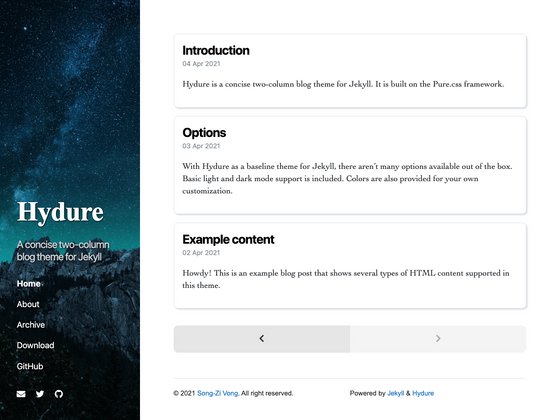 Hydure
A concise two-column
blog theme for Jekyll
Home
About
Archive
Download
GitHub
Introduction
04 Apr 2021
Hydure is a concise two-column blog theme for Jekyll. It is built on the Pure.css framework.
Options
03 Apr 2021
With Hydure as a baseline theme for Jekyll, there aren't many options available out of the box.
Basic light and dark mode support is included. Colors are also provided for your own
customization.
Example content
02 Apr 2021
Howdy! This is an example blog post that shows several types of HTML content supported in
this theme.
© 2021 Song-Zi Vong. All right reserved.
Powered by Jekyll & Hydure